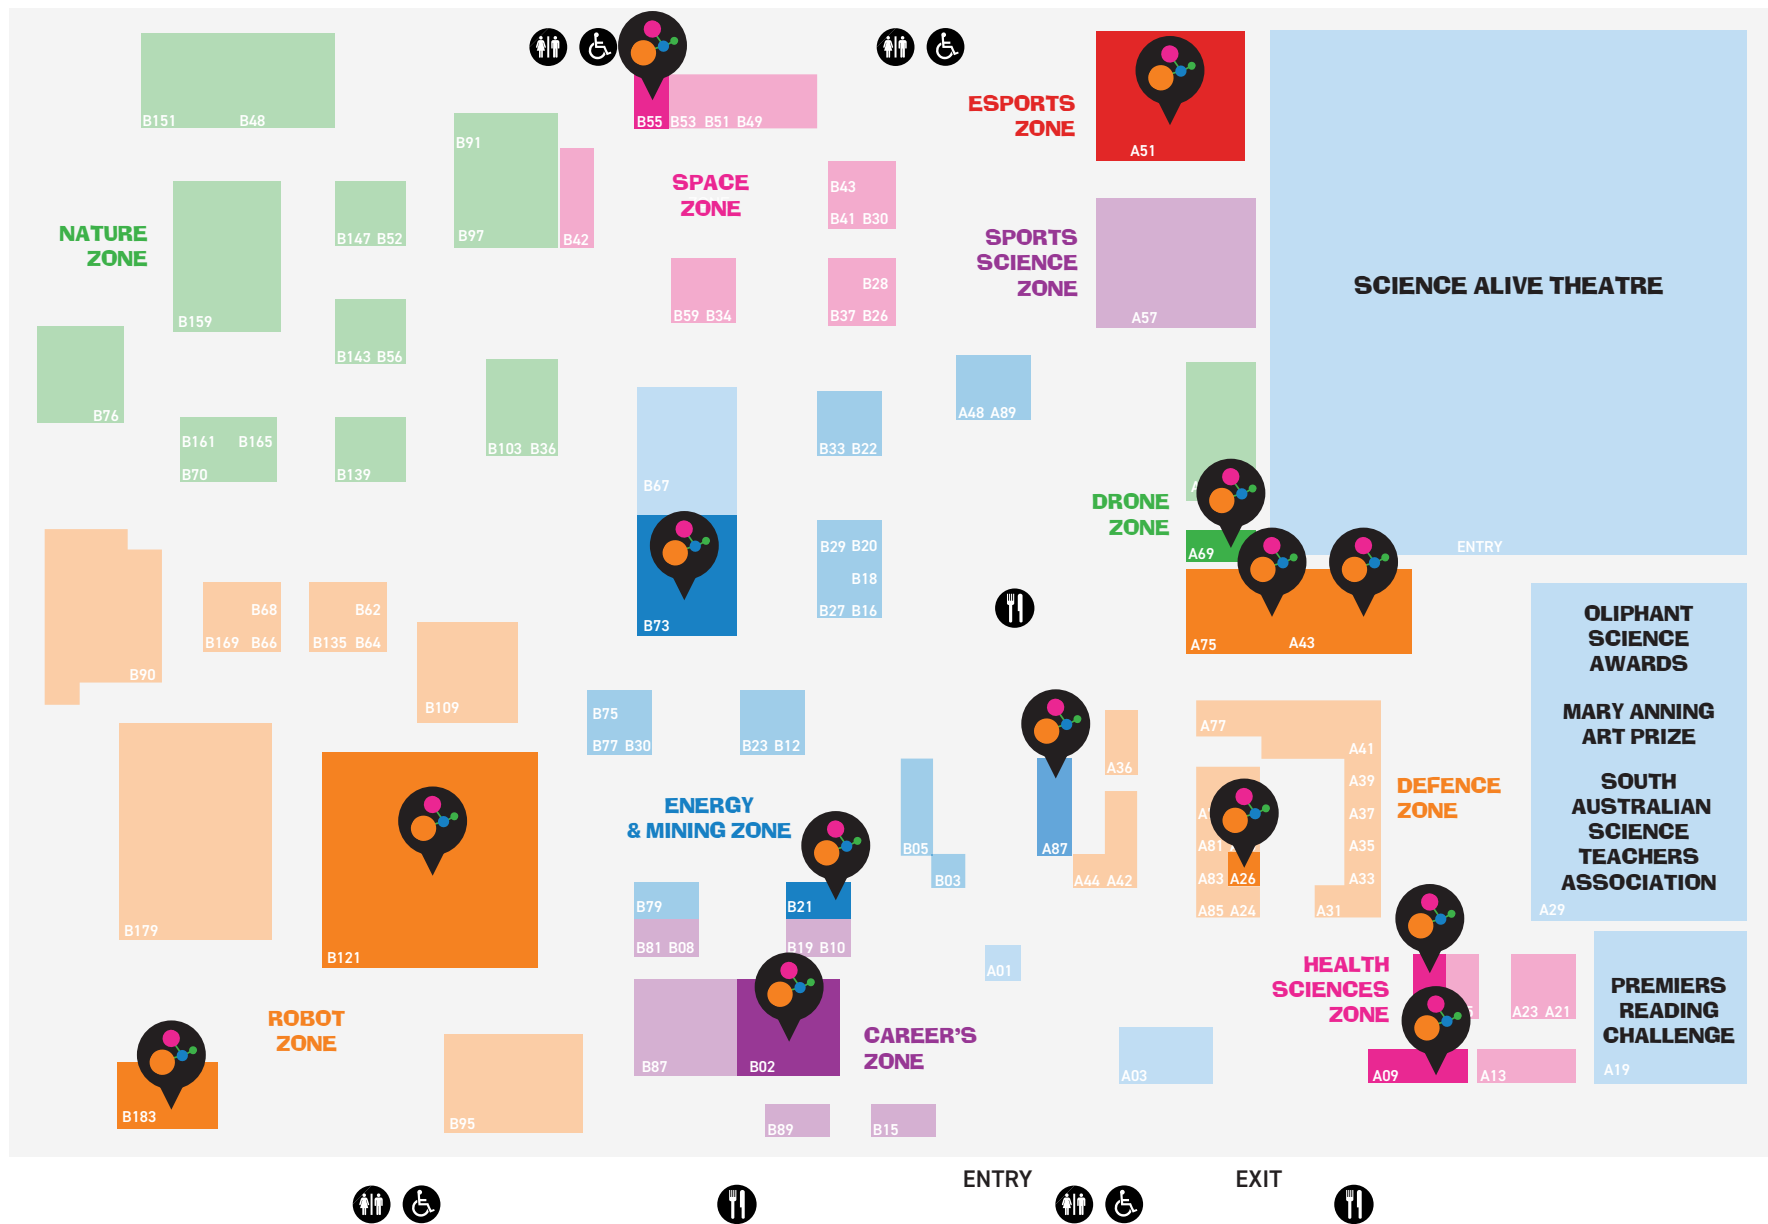 B151 B48
B55 B53 B51 B49
ESPORTS
ZONE
A51
B91
B97
B42
SPACE
ZONE
B43
B41 B30
NATURE
ZONE
B147 B52
B159
SPORTS
SCIENCE
ZONE
A57
SCIENCE ALIVE THEATRE
B59 B34
B28
B37 B26
B143 B56
B76
B161 B165
B70
B139
B103 B36
B67
B33 B22
A48 A89
DRONE
ZONE
A69
ENTRY
B73
B29 B20
B18
B27 B16
B68
B169 B66
B62
B135 B64
B90
B109
A75 A43
OLIPHANT
SCIENCE
AWARDS
MARY ANNING
ART PRIZE
SOUTH
AUSTRALIAN
SCIENCE
TEACHERS
ASSOCIATION
A29
B75
B77 B30
B23 B12
A36
A77
A41
A39
A37
A81 A35
A83 A26 A33
A85 A24 A31
DEFENCE
ZONE
ENERGY
& MINING ZONE
B05
B03
A87
A44 A42
B179
B121
B79
B81 B08
B21
B19 B10
A01
HEALTH
SCIENCES
ZONE
A23 A21
PREMIERS
READING
CHALLENGE
A19
ROBOT
ZONE
B183
B95
B87
B02
CAREER'S
ZONE
A03
A09
A13
B89
B15
ENTRY
EXIT